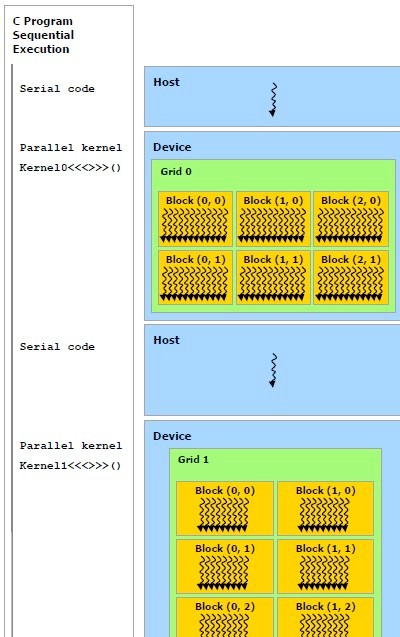 C Program
Sequential
Execution
Serial code
Host
Parallel kernel
Kernel0<<<>>>()
Device
Grid 0
Block (0, 0) Block (1, 0) Block (2, 0)
Block (0, 1) Block (1, 1) Block (2, 1)
Serial code
Host
Parallel kernel
Kernel1<<<>>>()
Device
Grid 1
Block (0, 0) Block (1, 0)
Block (0, 1) Block (1, 1)
Block (0, 2) Block (1, 2)